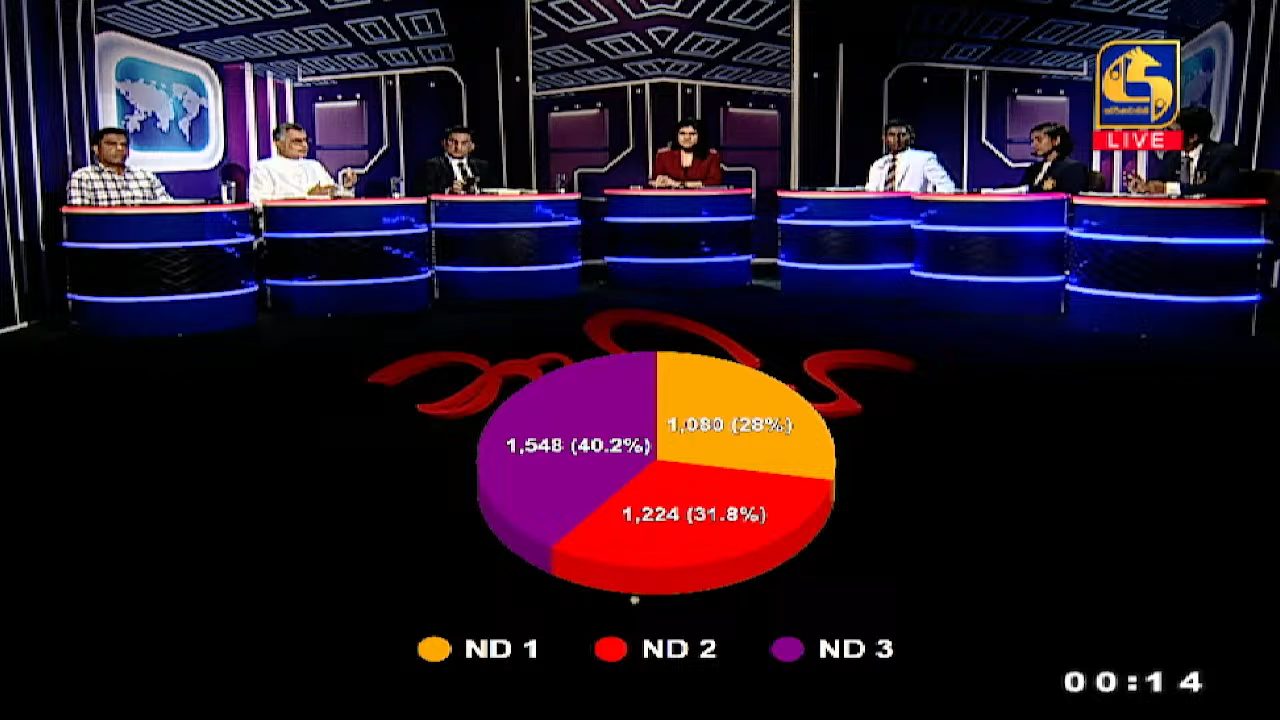 LIVE
1,080 (28%)
1,548 (40.2%)
1,224 (31.8%)
ND 1
ND 2
ND 3
00:14